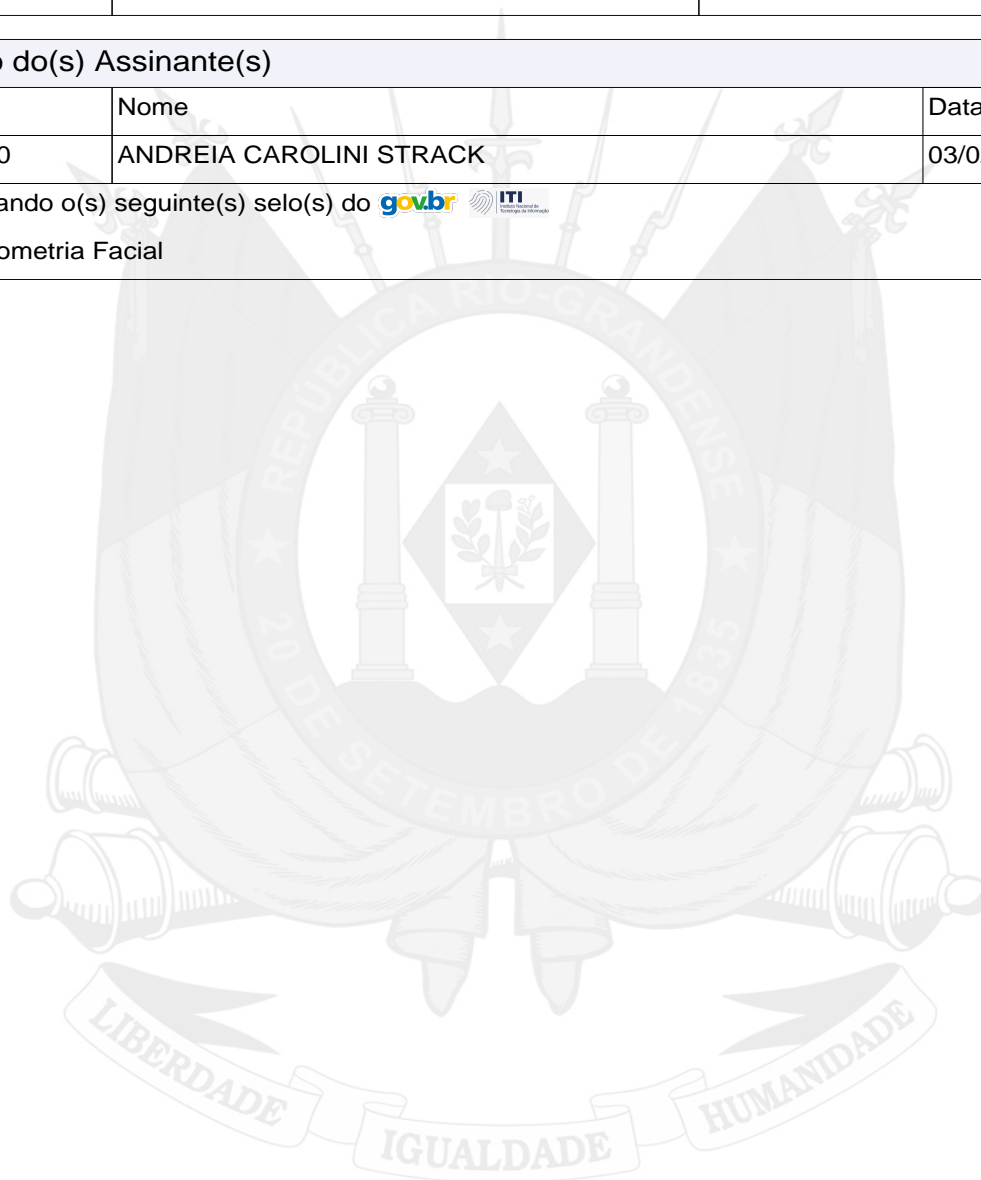 o do(s) Assinante(s)
Nome
Data
0
ANDREIA CAROLINI STRACK
03/0
ando o(s) seguinte(s) selo(s) do gov.br ITI
ometria Facial
REPÚBLICA RIO-GRANDENSE
20 DE SETEMBRO DE 1835
LIBERDADE
IGUALDADE
HUMANIDADE